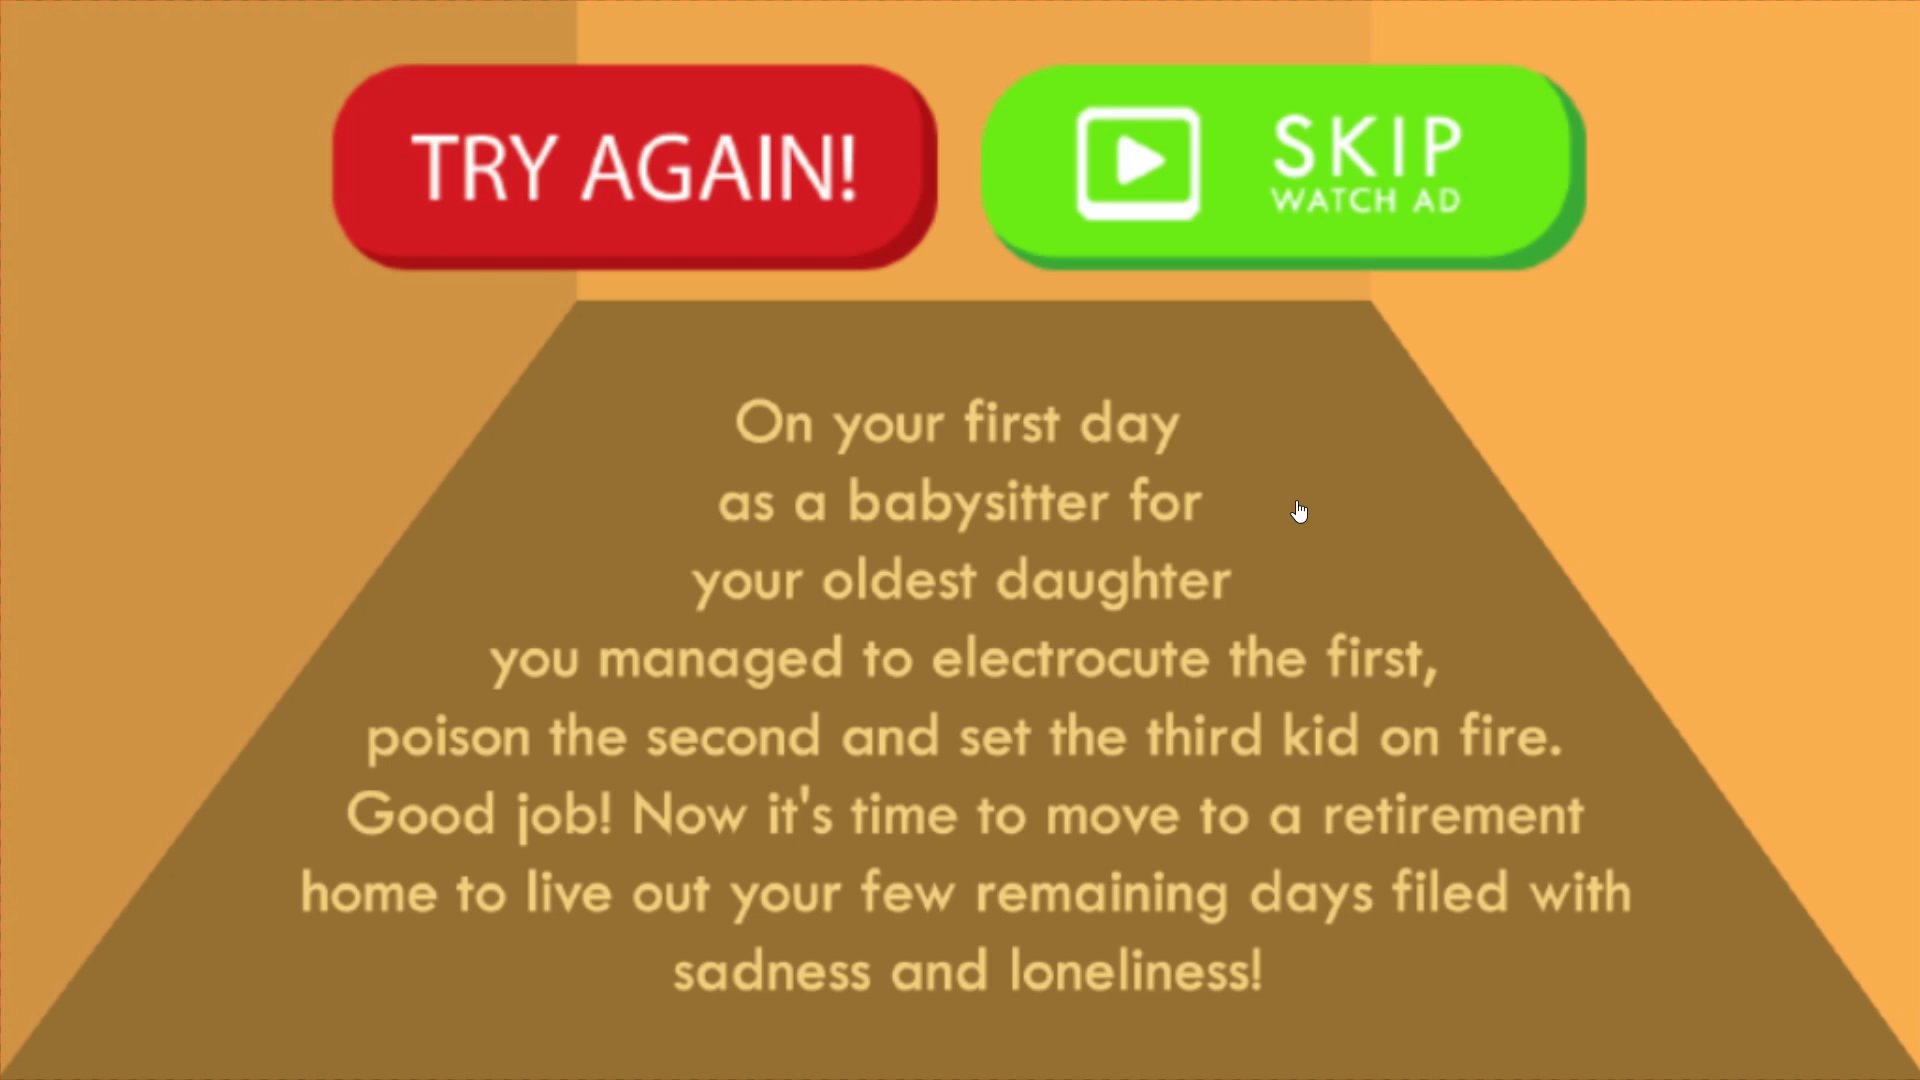 TRY AGAIN!
SKIP
WATCH AD
On your first day
as a babysitter for
your oldest daughter
you managed to electrocute the first,
poison the second and set the third kid on fire.
Good job! Now it's time to move to a retirement
home to live out your few remaining days filed with
sadness and loneliness!